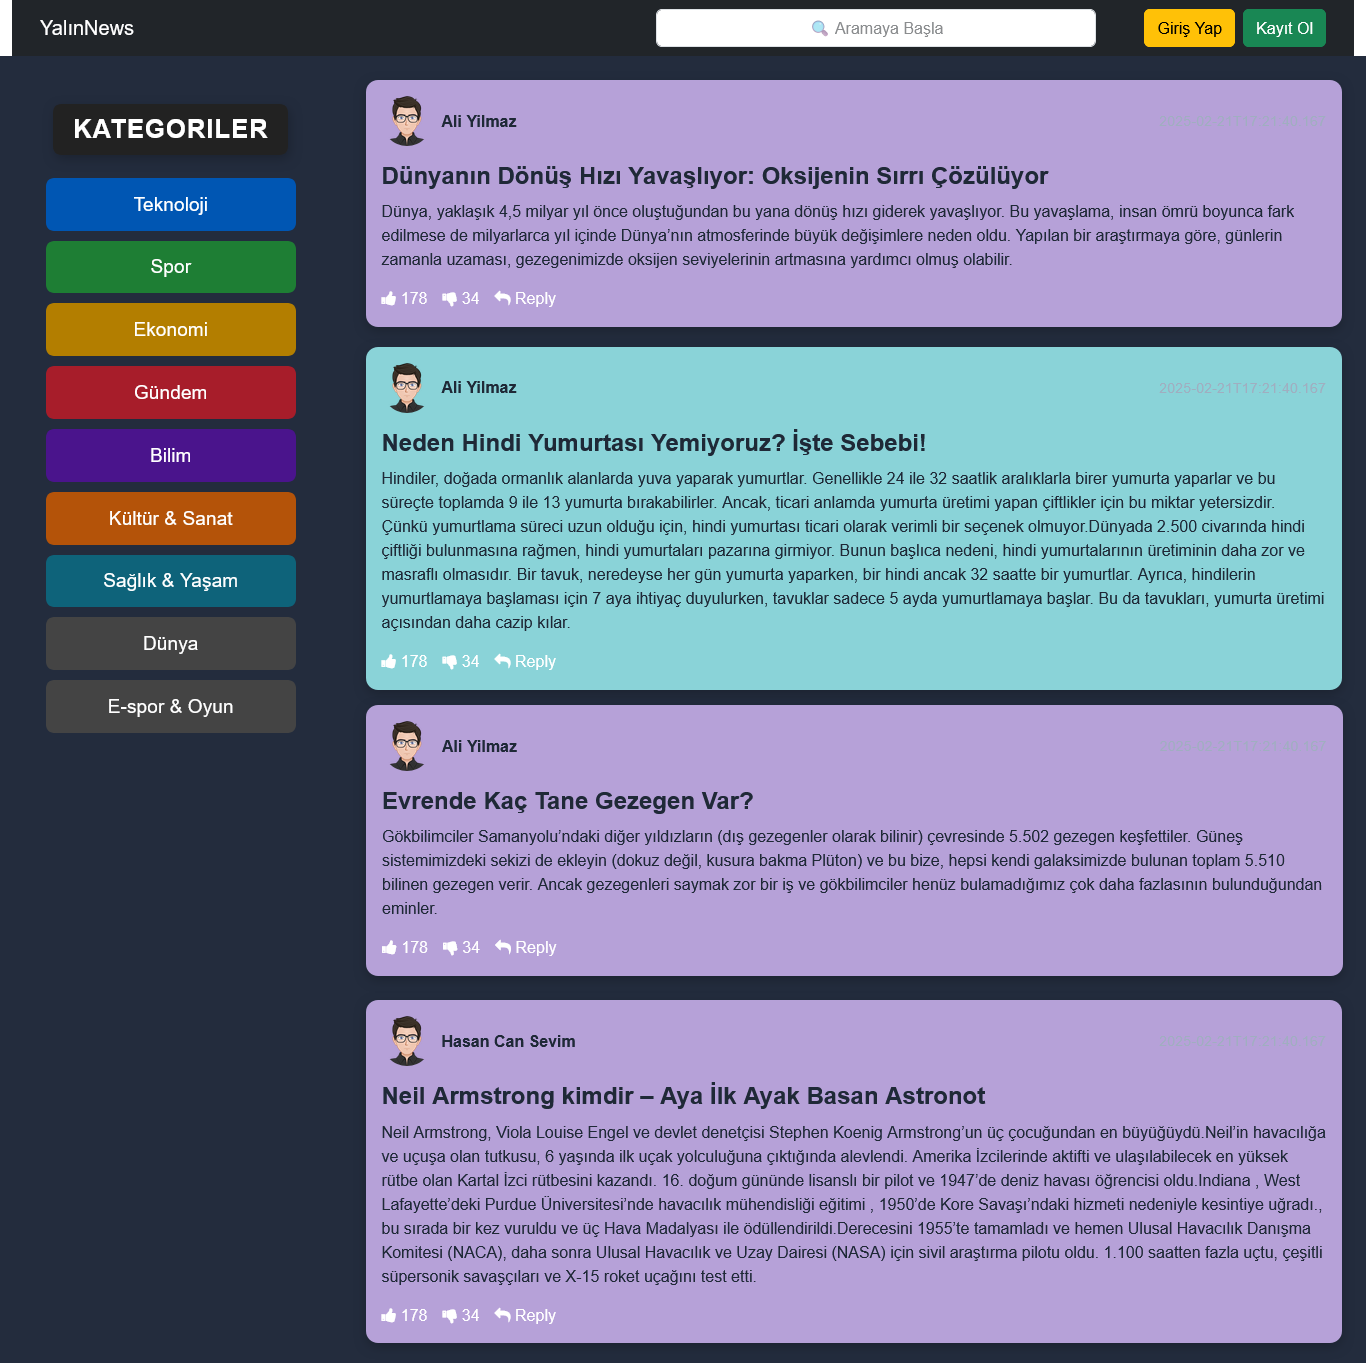 YalınNews
🔍 Aramaya Başla
Giriş Yap
Kayıt Ol
KATEGORILER
Teknoloji
Spor
Ekonomi
Gündem
Bilim
Kültür & Sanat
Sağlık & Yaşam
Dünya
E-spor & Oyun
Ali Yilmaz
Dünyanın Dönüş Hızı Yavaşlıyor: Oksijenin Sırrı Çözülüyor
Dünya, yaklaşık 4,5 milyar yıl önce oluştuğundan bu yana dönüş hızı giderek yavaşlıyor. Bu yavaşlama, insan ömrü boyunca fark
edilmese de milyarlarca yıl içinde Dünya’nın atmosferinde büyük değişimlere neden oldu. Yapılan bir araştırmaya göre, günlerin
zamanla uzaması, gezegenimizde oksijen seviyelerinin artmasına yardımcı olmuş olabilir.
178 34 Reply
Ali Yilmaz
2025-02-21T17:21:40.167
Neden Hindi Yumurtası Yemiyoruz? İşte Sebebi!
Hindiler, doğada ormanlık alanlarda yuva yaparak yumurtlar. Genellikle 24 ile 32 saatlik aralıklarla birer yumurta yaparlar ve bu
süreçte toplamda 9 ile 13 yumurta bırakabilirler. Ancak, ticari anlamda yumurta üretimi yapan çiftlikler için bu miktar yetersizdir.
Çünkü yumurtlama süreci uzun olduğu için, hindi yumurtası ticari olarak verimli bir seçenek olmuyor.Dünyada 2.500 civarında hindi
çiftliği bulunmasına rağmen, hindi yumurtaları pazarına girmiyor. Bunun başlıca nedeni, hindi yumurtalarının üretiminin daha zor ve
masraflı olmasıdır. Bir tavuk, neredeyse her gün yumurta yaparken, bir hindi ancak 32 saatte bir yumurtlar. Ayrıca, hindilerin
yumurtlamaya başlaması için 7 aya ihtiyaç duyulurken, tavuklar sadece 5 ayda yumurtlamaya başlar. Bu da tavukları, yumurta üretimi
açısından daha cazip kılar.
178 34 Reply
Ali Yilmaz
Evrende Kaç Tane Gezegen Var?
Gökbilimciler Samanyolu’ndaki diğer yıldızların (dış gezegenler olarak bilinir) çevresinde 5.502 gezegen keşfettiler. Güneş
sistemimizdeki sekizi de ekleyin (dokuz değil, kusura bakma Plüton) ve bu bize, hepsi kendi galaksimizde bulunan toplam 5.510
bilinen gezegen verir. Ancak gezegenleri saymak zor bir iş ve gökbilimciler henüz bulamadığımız çok daha fazlasının bulunduğundan
eminler.
178 34 Reply
Hasan Can Sevim
Neil Armstrong kimdir – Aya İlk Ayak Basan Astronot
Neil Armstrong, Viola Louise Engel ve devlet denetçisi Stephen Koenig Armstrong’un üç çocuğundan en büyüğüydü.Neil’in havacılığa
ve uçuşa olan tutkusu, 6 yaşında ilk uçak yolculuğuna çıktığında alevlendi. Amerika İzcilerinde aktifti ve ulaşılabilecek en yüksek
rütbe olan Kartal İzci rütbesini kazandı. 16. doğum gününde lisanslı bir pilot ve 1947’de deniz havası öğrencisi oldu.Indiana , West
Lafayette’deki Purdue Üniversitesi’nde havacılık mühendisliği eğitimi , 1950’de Kore Savaşı’ndaki hizmeti nedeniyle kesintiye uğradı.,
bu sırada bir kez vuruldu ve üç Hava Madalyası ile ödüllendirildi.Derecesini 1955’te tamamladı ve hemen Ulusal Havacılık Danışma
Komitesi (NACA), daha sonra Ulusal Havacılık ve Uzay Dairesi (NASA) için sivil araştırma pilotu oldu. 1.100 saatten fazla uçtu, çeşitli
süpersonik savaşçıları ve X-15 roket uçağını test etti.
178 34 Reply